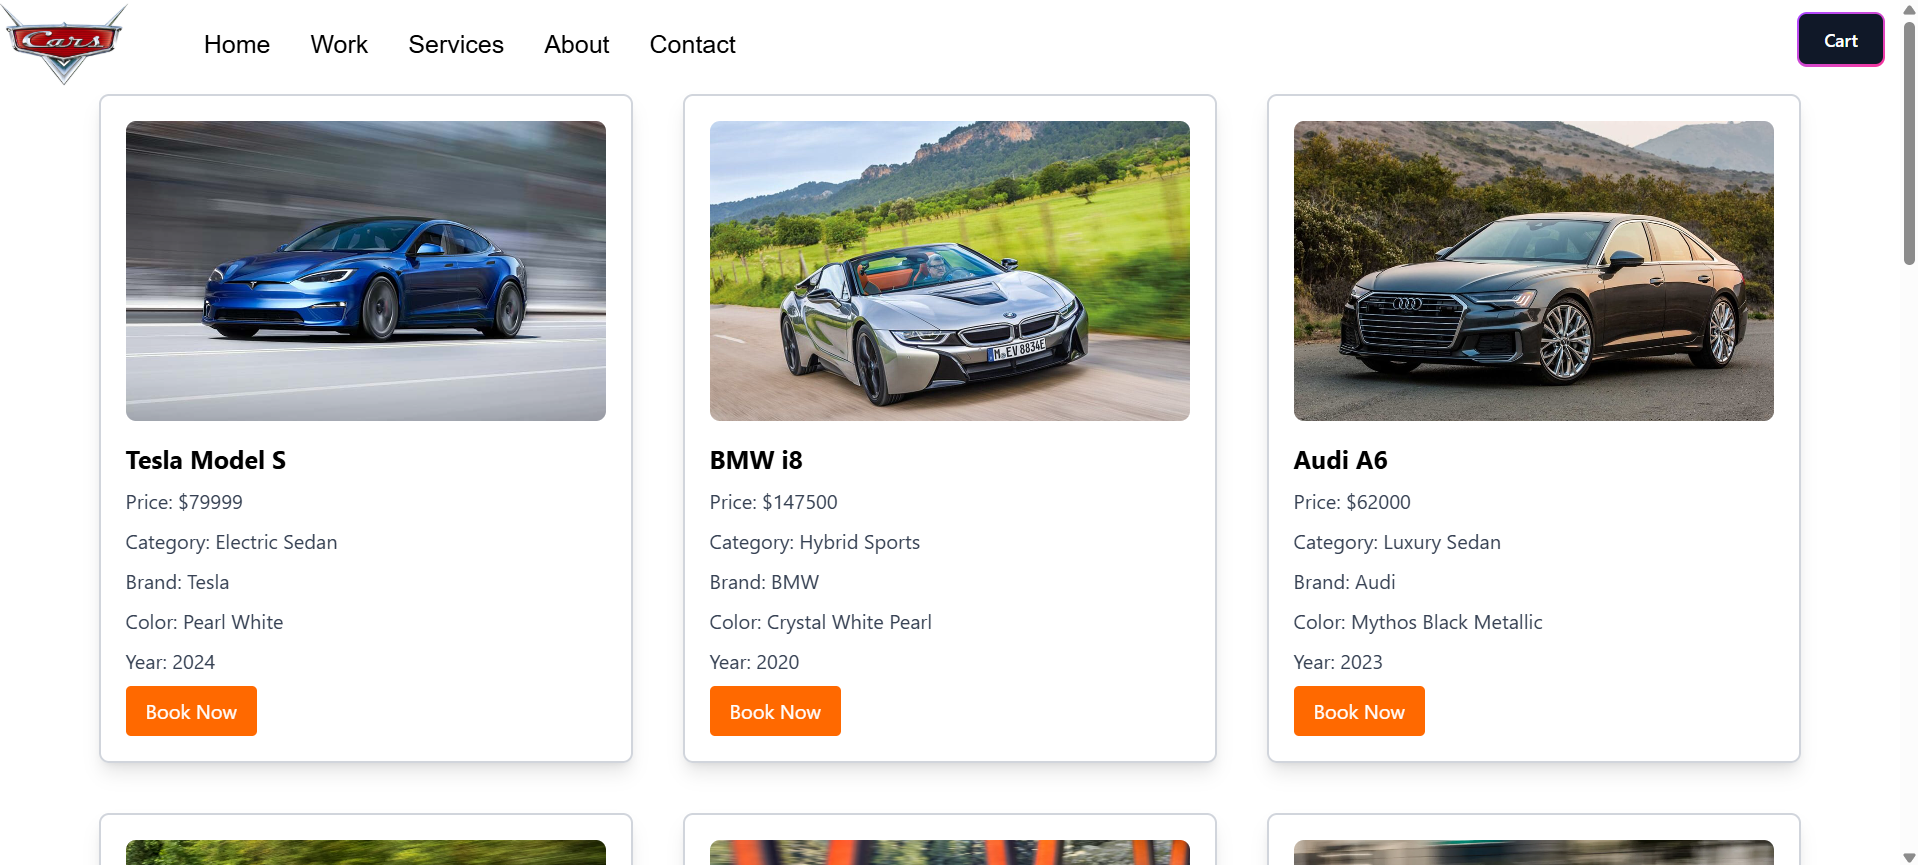 Cars
Home Work Services About Contact
Cart
M EV 8834E
Tesla Model S
Price: $79999
Category: Electric Sedan
Brand: Tesla
Color: Pearl White
Year: 2024
Book Now
BMW i8
Price: $147500
Category: Hybrid Sports
Brand: BMW
Color: Crystal White Pearl
Year: 2020
Book Now
Audi A6
Price: $62000
Category: Luxury Sedan
Brand: Audi
Color: Mythos Black Metallic
Year: 2023
Book Now